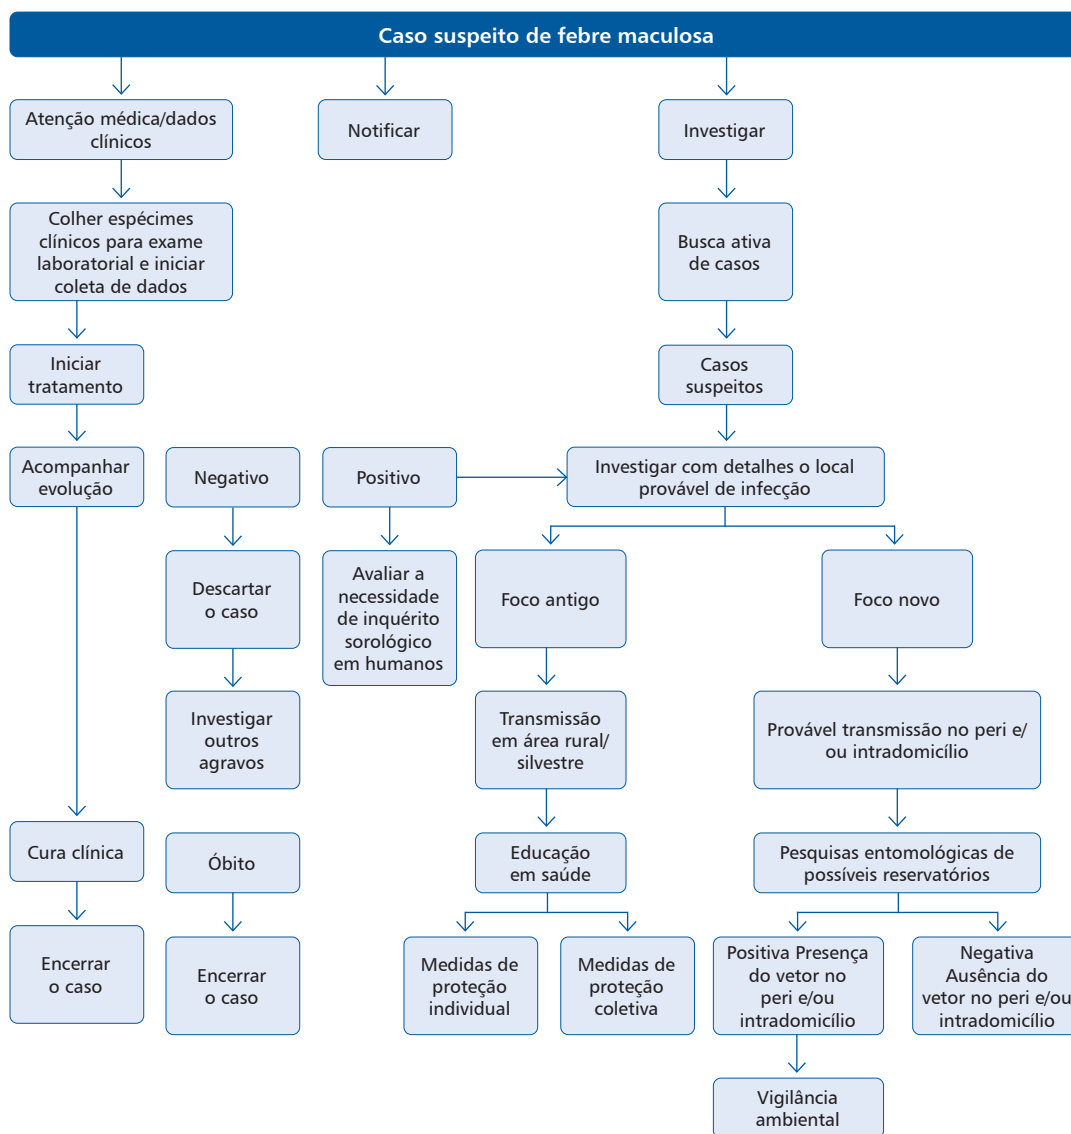 Caso suspeito de febre maculosa
Atenção médica/dados
clínicos
Notificar
Investigar
Colher espécimes
clínicos para exame
laboratorial e iniciar
coleta de dados
Busca ativa
de casos
Iniciar
tratamento
Casos
suspeitos
Acompanhar
evolução
Negativo
Positivo
Investigar com detalhes o local
provável de infecção
Descartar
o caso
Avaliar a
necessidade
de inquérito
sorológico
em humanos
Foco antigo
Foco novo
Investigar
outros
agravos
Transmissão
em área rural/
silvestre
Provável transmissão no peri e/
ou intradomicílio
Cura clínica
Óbito
Educação
em saúde
Pesquisas entomológicas de
possíveis reservatórios
Encerrar
o caso
Encerrar
o caso
Medidas de
proteção
individual
Medidas de
proteção
coletiva
Positiva Presença
do vetor no
peri e/ou
intradomicílio
Negativa
Ausência do
vetor no peri e/ou
intradomicílio
Vigilância
ambiental